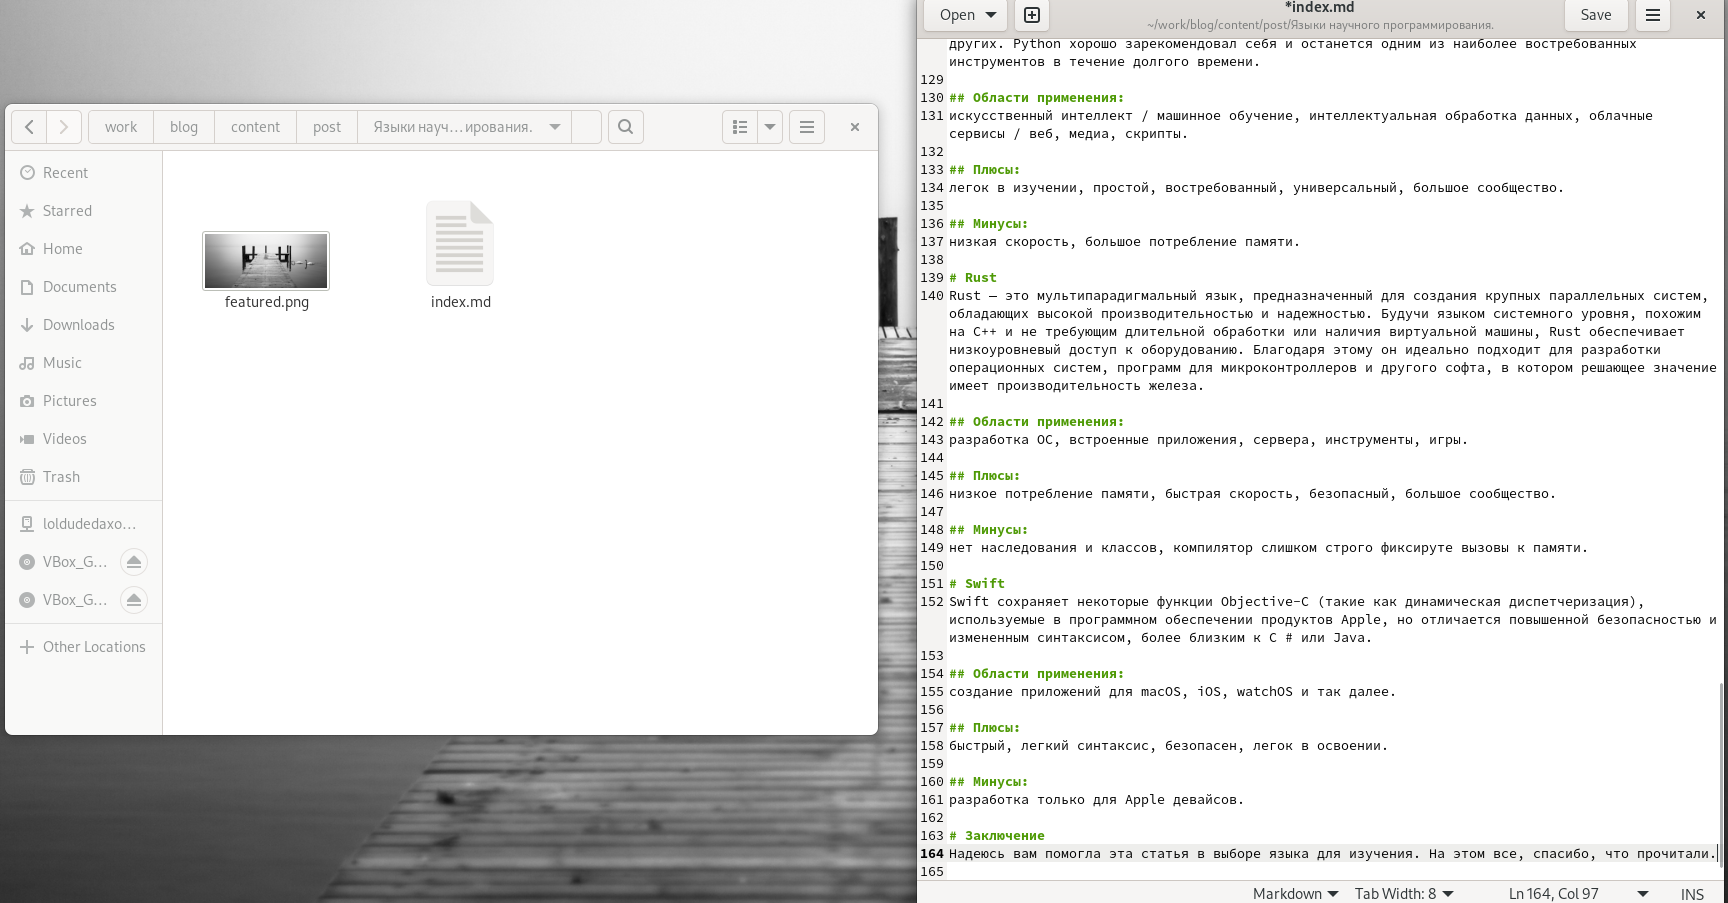 work
blog
content
post
Языки науч…ирования.
Recent
Starred
Home
Documents
Downloads
Music
Pictures
Videos
Trash
loldudedaxo…
VBox_G…
VBox_G…
Other Locations
featured.png
index.md
Open
*index.md
~/work/blog/content/post/Языки научного программирования.
Save
других. Python хорошо зарекомендовал себя и останется одним из наиболее востребованных
инструментов в течение долгого времени.
129
130 ## Области применения:
131 искусственный интеллект / машинное обучение, интеллектуальная обработка данных, облачные
сервисы / веб, медиа, скрипты.
132
133 ## Плюсы:
134 легок в изучении, простой, востребованный, универсальный, большое сообщество.
135
136 ## Минусы:
137 низкая скорость, большое потребление памяти.
138
139 # Rust
140 Rust — это мультипарадигмальный язык, предназначенный для создания крупных параллельных систем,
обладающих высокой производительностью и надежностью. Будучи языком системного уровня, похожим
на C++ и не требующим длительной обработки или наличия виртуальной машины, Rust обеспечивает
низкоуровневый доступ к оборудованию. Благодаря этому он идеально подходит для разработки
операционных систем, программ для микроконтроллеров и другого софта, в котором решающее значение
имеет производительность железа.
141
142 ## Области применения:
143 разработка ОС, встроенные приложения, сервера, инструменты, игры.
144
145 ## Плюсы:
146 низкое потребление памяти, быстрая скорость, безопасный, большое сообщество.
147
148 ## Минусы:
149 нет наследования и классов, компилятор слишком строго фиксируте вызовы к памяти.
150
151 # Swift
152 Swift сохраняет некоторые функции Objective-C (такие как динамическая диспетчеризация),
используемые в программном обеспечении продуктов Apple, но отличается повышенной безопасностью и
измененным синтаксисом, более близким к C # или Java.
153
154 ## Области применения:
155 создание приложений для macOS, iOS, watchOS и так далее.
156
157 ## Плюсы:
158 быстрый, легкий синтаксис, безопасен, легок в освоении.
159
160 ## Минусы:
161 разработка только для Apple девайсов.
162
163 # Заключение
164 Надеюсь вам помогла эта статья в выборе языка для изучения. На этом все, спасибо, что прочитали.
165
Markdown
Tab Width: 8
Ln 164, Col 97
INS